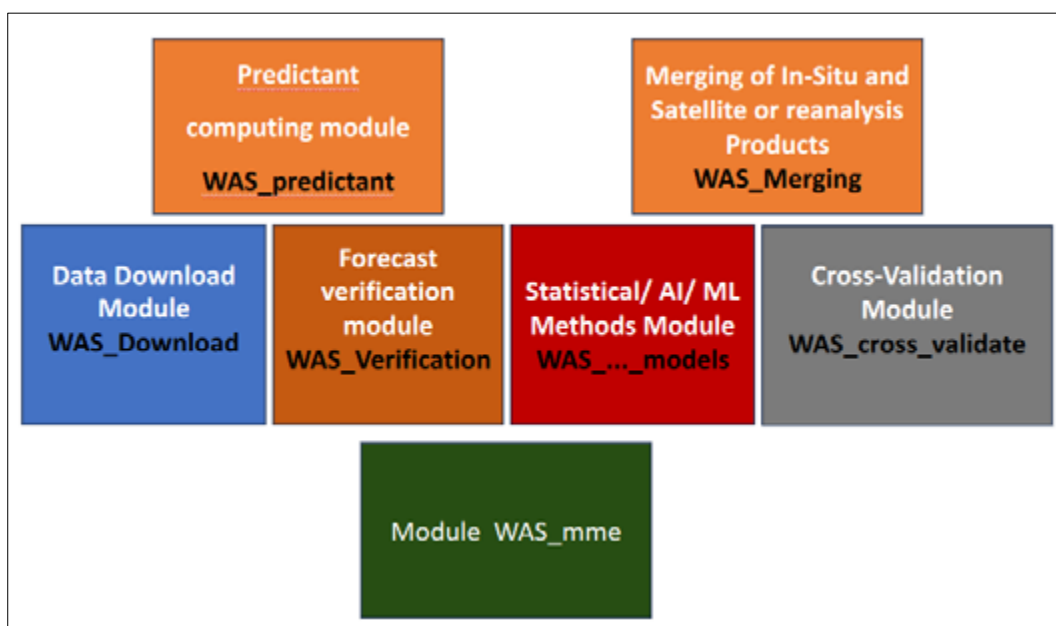 Predictant
computing module
WAS_predictant
Merging of In-Situ and
Satellite or reanalysis
Products
WAS_Merging
Data Download
Module
WAS_Download
Forecast
verification
module
WAS_Verification
Statistical/ AI/ ML
Methods Module
WAS_..._models
Cross-Validation
Module
WAS_cross_validate
Module WAS_mme